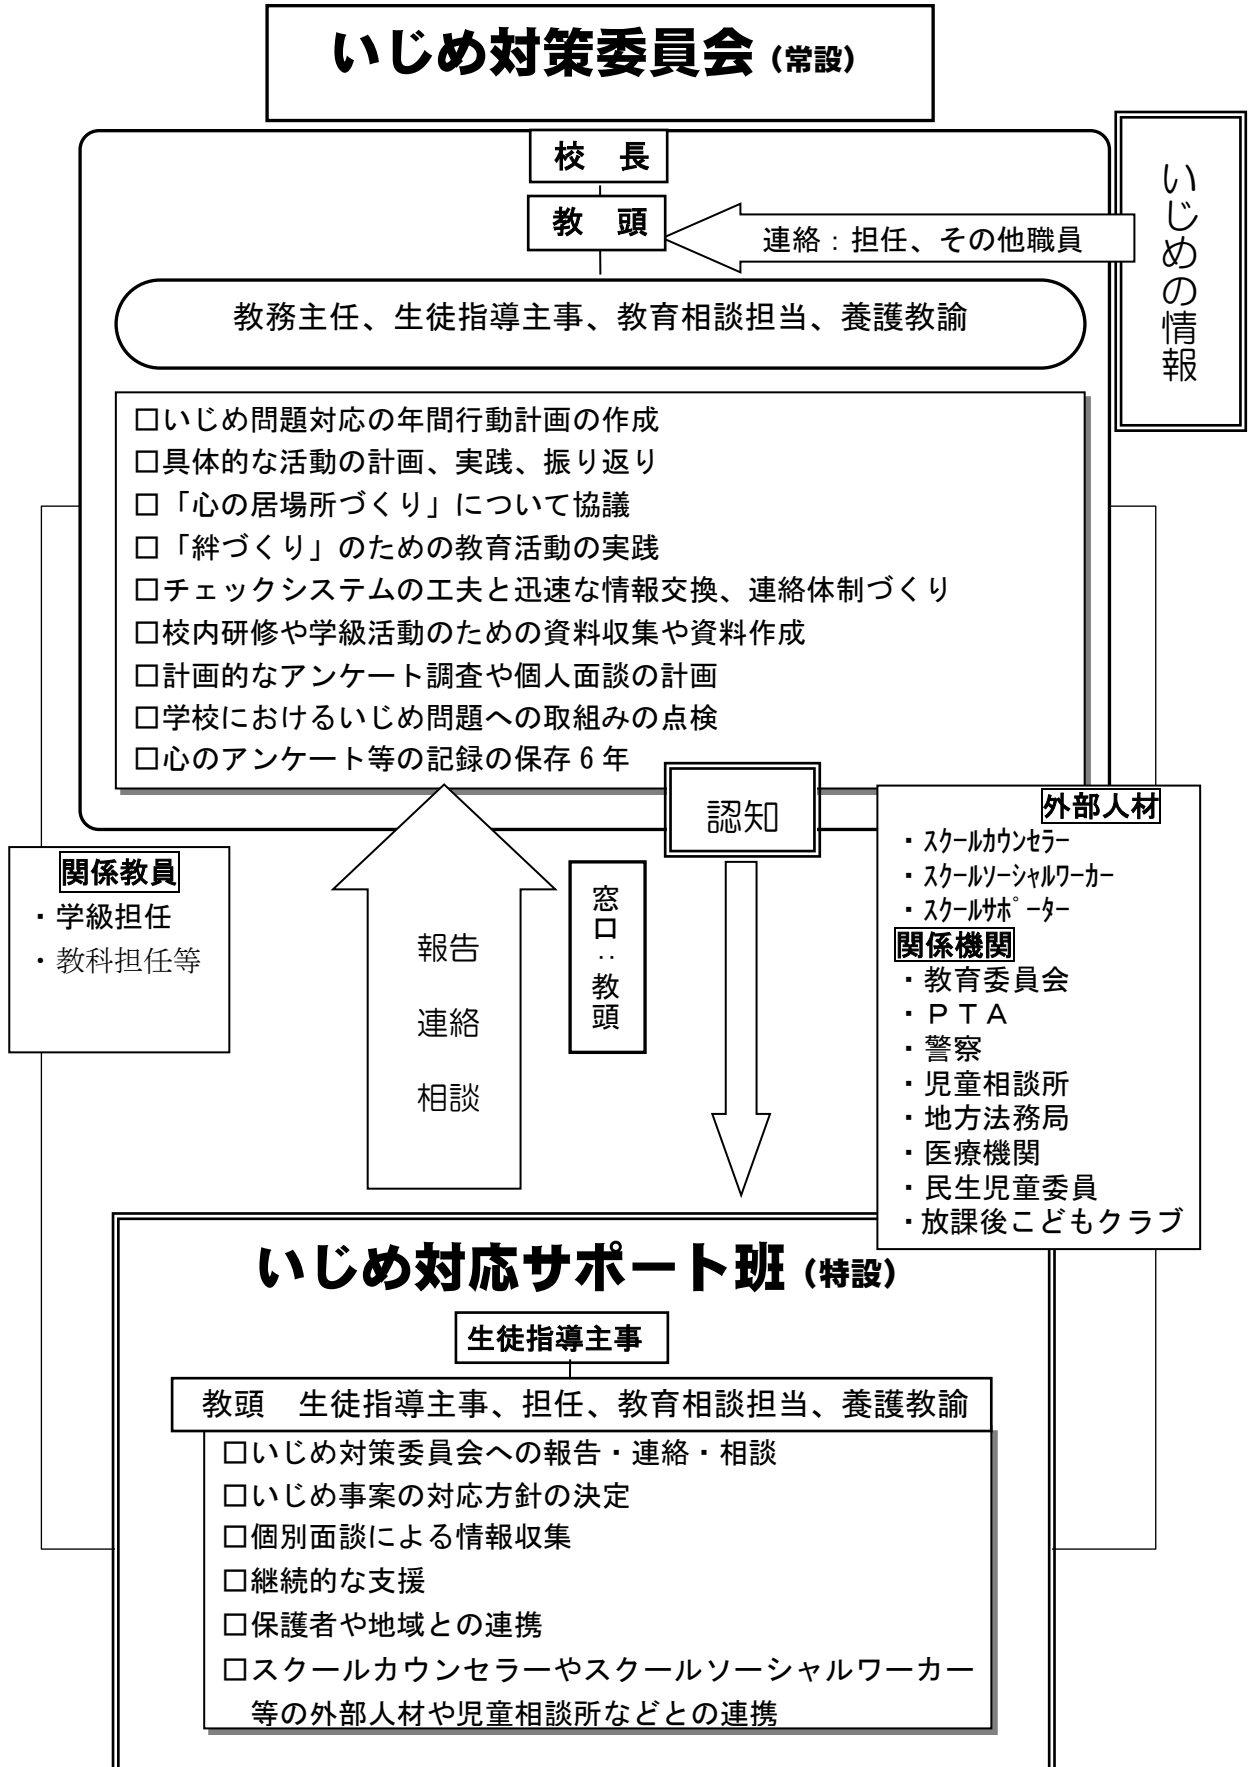 いじめ対策委員会（常設）
校　長
教　頭
連絡：担任、その他職員
いじめの情報
教務主任、生徒指導主事、教育相談担当、養護教諭
□いじめ問題対応の年間行動計画の作成
□具体的な活動の計画、実践、振り返り
□「心の居場所づくり」について協議
□「絆づくり」のための教育活動の実践
□チェックシステムの工夫と迅速な情報交換、連絡体制づくり
□校内研修や学級活動のための資料収集や資料作成
□計画的なアンケート調査や個人面談の計画
□学校におけるいじめ問題への取組みの点検
□心のアンケート等の記録の保存６年
認知
関係教員
・学級担任
・教科担任等
報告
連絡
相談
窓口：教頭
外部人材
・ｽｸｰﾙｶｳﾝｾﾗｰ
・ｽｸｰﾙｿｰｼｬﾙﾜｰｶｰ
・ｽｸｰﾙｻﾎﾟｰﾀｰ
関係機関
・教育委員会
・ＰＴＡ
・警察
・児童相談所
・地方法務局
・医療機関
・民生児童委員
・放課後こどもクラブ
いじめ対応サポート班（特設）
生徒指導主事
教頭　生徒指導主事、担任、教育相談担当、養護教諭
□いじめ対策委員会への報告・連絡・相談
□いじめ事案の対応方針の決定
□個別面談による情報収集
□継続的な支援
□保護者や地域との連携
□スクールカウンセラーやスクールソーシャルワーカー
等の外部人材や児童相談所などとの連携